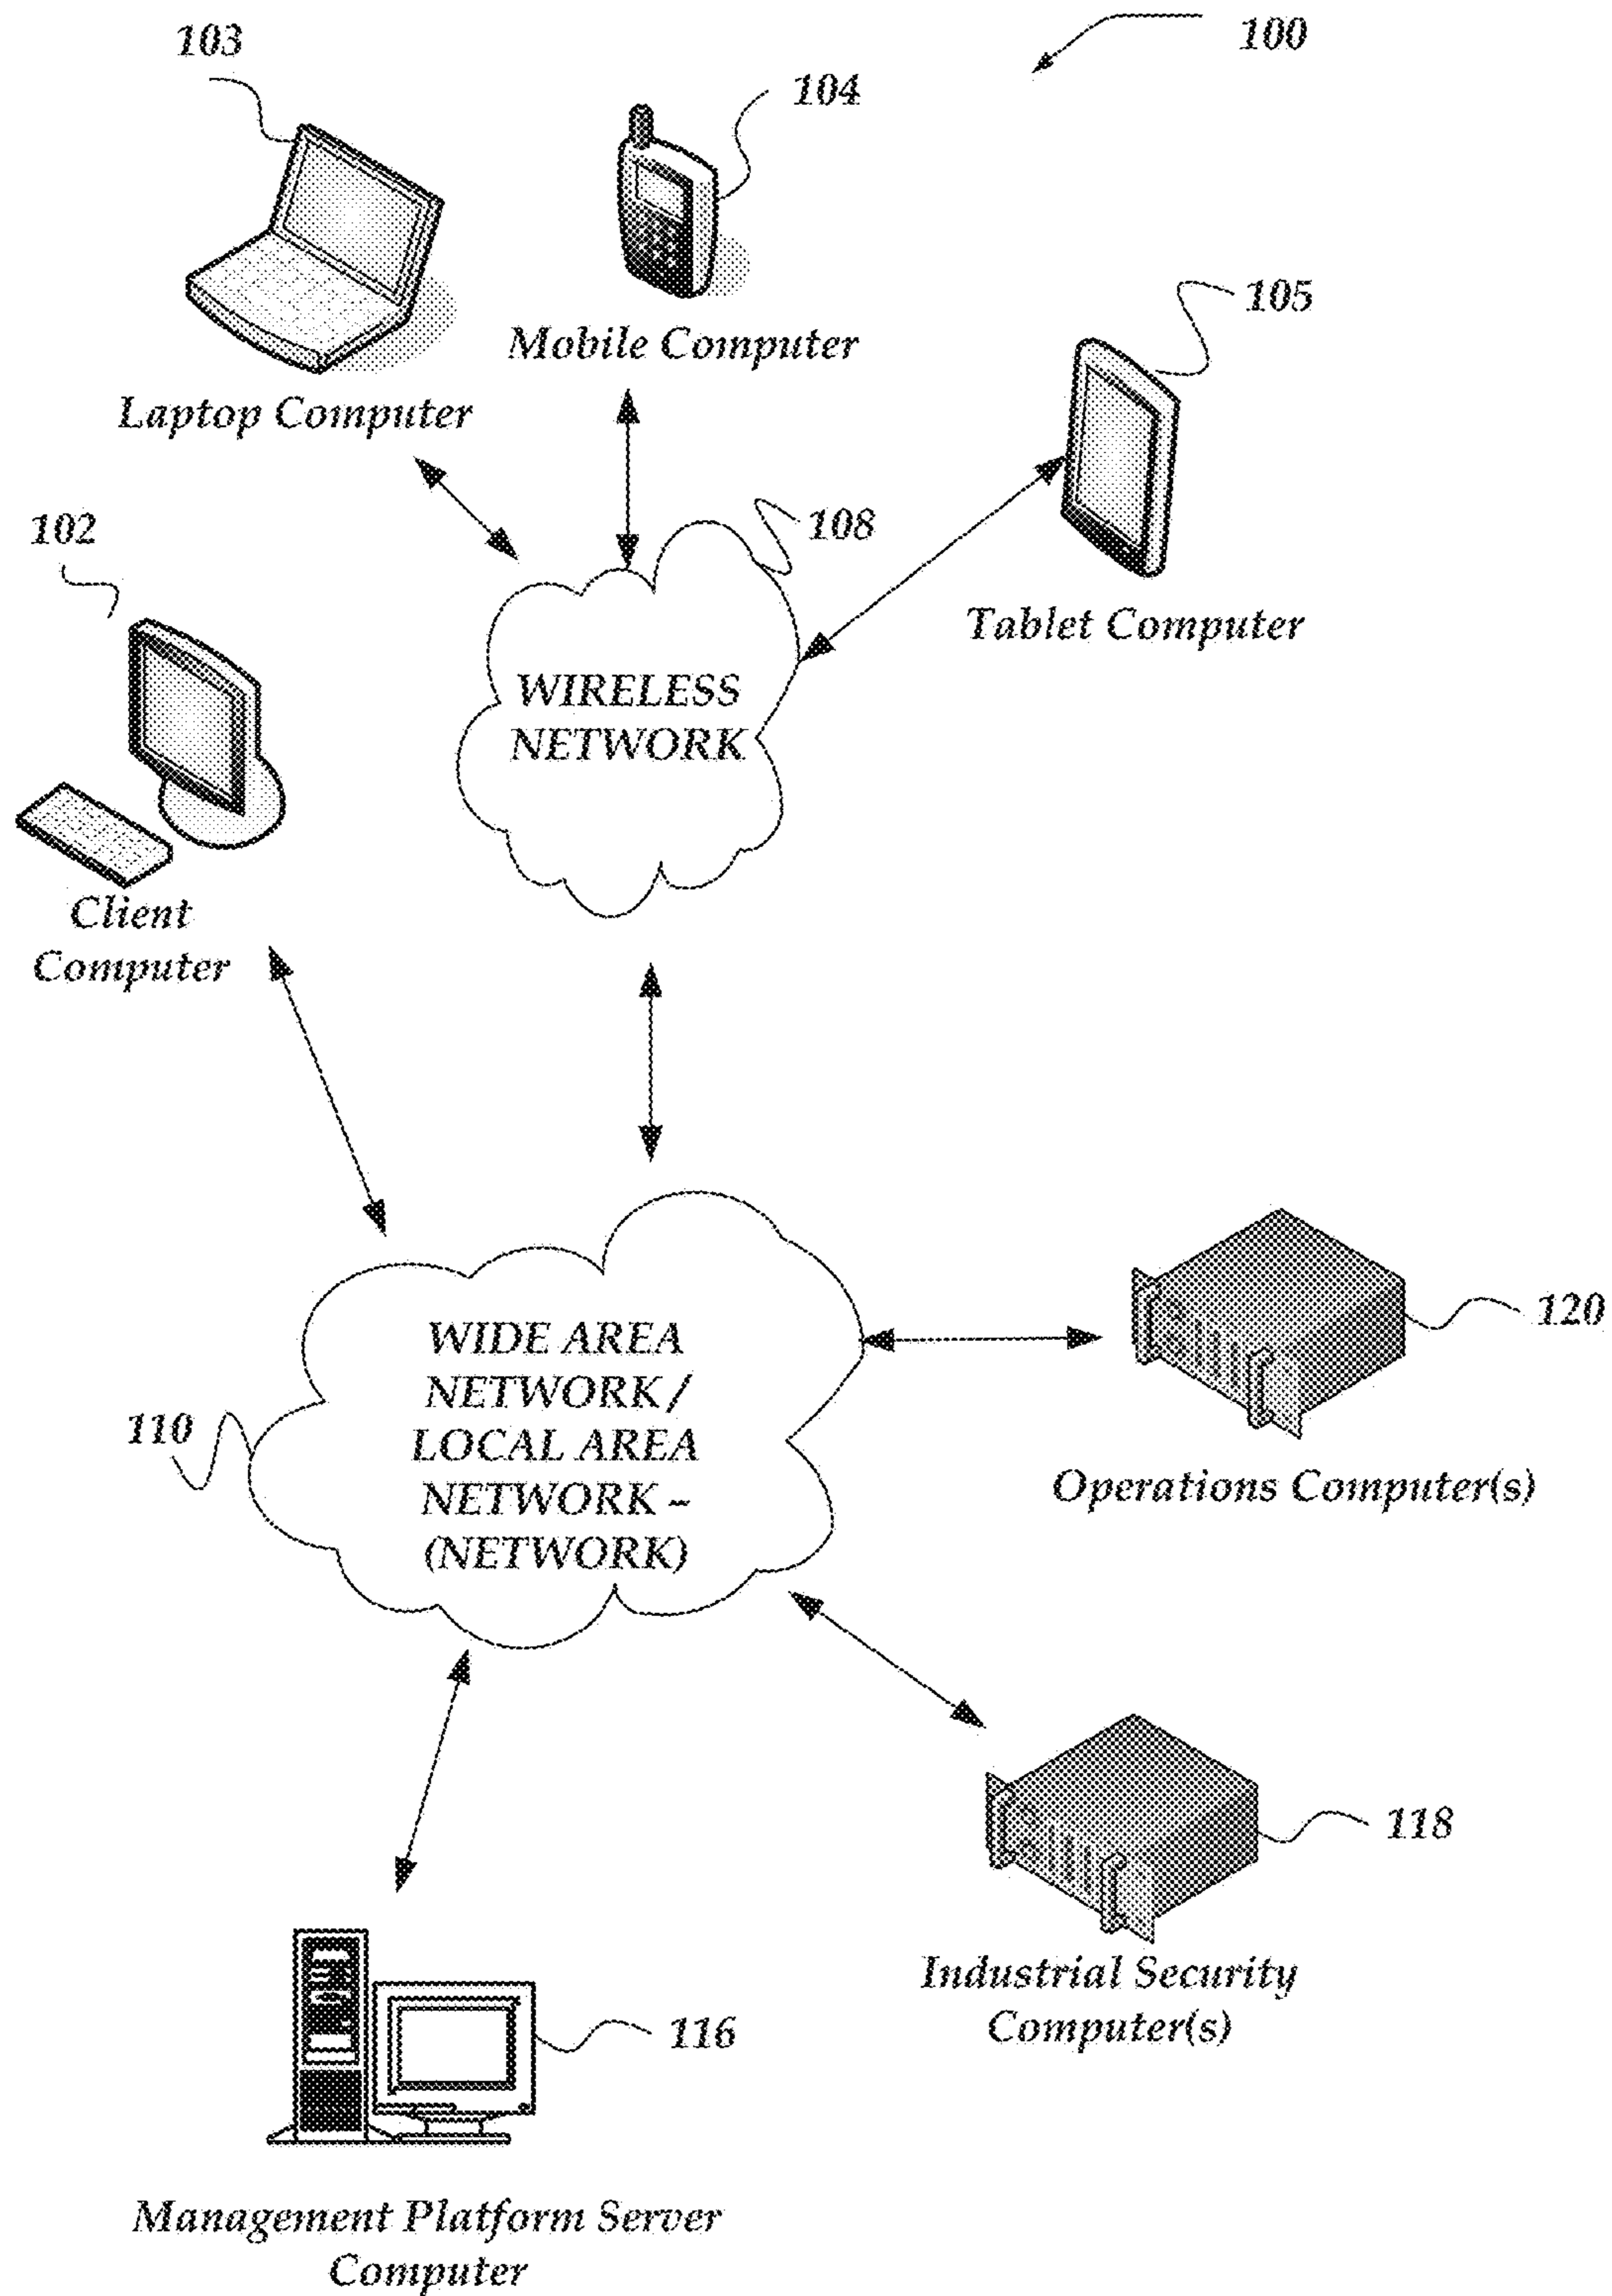 103
100
104
Mobile Computer
105
Laptop Computer
102
108
Tablet Computer
WIRELESS
NETWORK
Client
Computer
WIDE AREA
NETWORK /
LOCAL AREA
NETWORK –
(NETWORK)
110
120
Operations Computer(s)
118
Industrial Security
Computer(s)
116
Management Platform Server
Computer